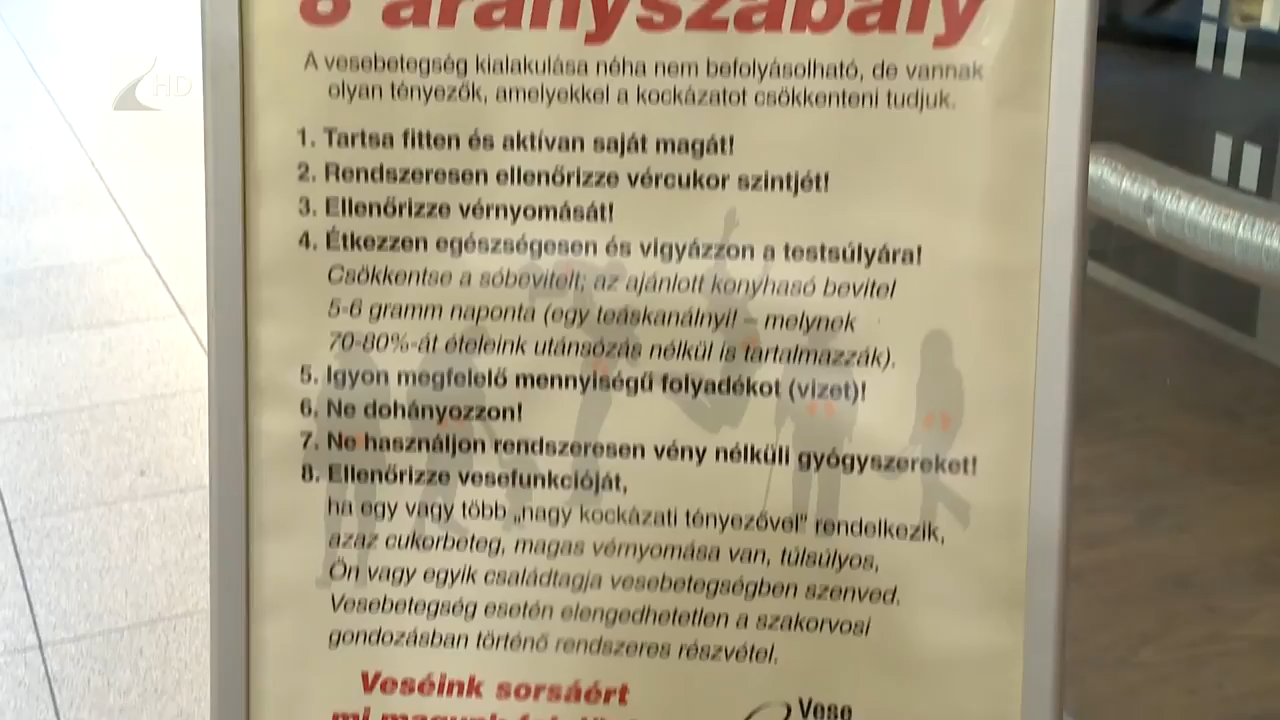 8 aranyszabály
HD
A vesebetegség kialakulása néha nem befolyásolható, de vannak
olyan tényezők, amelyekkel a kockázatot csökkenteni tudjuk.
1. Tartsa fitten és aktívan saját magát!
2. Rendszeresen ellenőrizze vércukor szintjét!
3. Ellenőrizze vérnyomását!
4. Étkezzen egészségesen és vigyázzon a testsúlyára!
Csökkentse a sóbevitelt; az ajánlott konyhasó bevitel
5-6 gramm naponta (egy teáskanálnyi! – melynek
70-80%-át ételeink utánsózás nélkül is tartalmazzák).
5. Igyon megfelelő mennyiségű folyadékot (vizet)!
6. Ne dohányozzon!
7. Ne használjon rendszeresen vény nélküli gyógyszereket!
8. Ellenőrizze vesefunkcióját,
ha egy vagy több „nagy kockázati tényezővel" rendelkezik,
azaz cukorbeteg, magas vérnyomása van, túlsúlyos,
Ön vagy egyik családtagja vesebetegségben szenved.
Vesebetegség esetén elengedhetetlen a szakorvosi
gondozásban történő rendszeres részvétel.
Veséink sorsáért
Vese
mi magunk